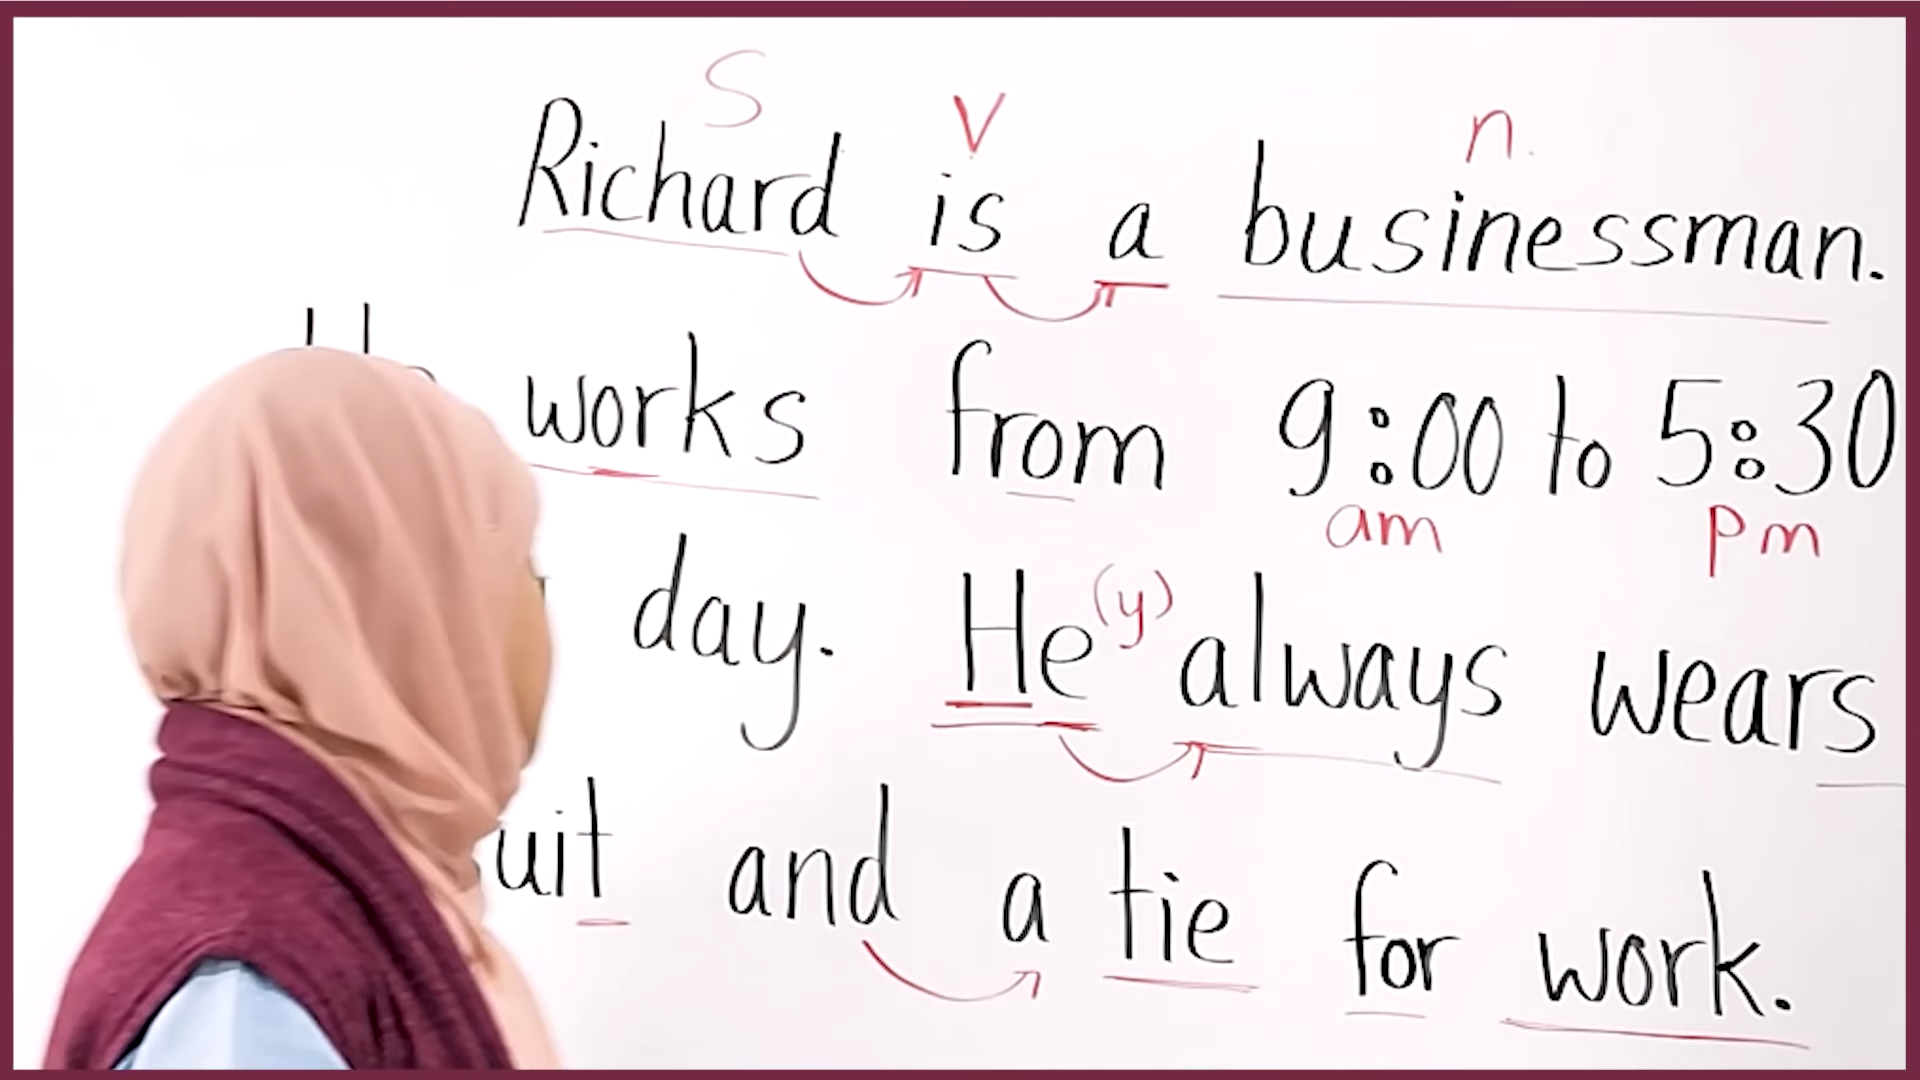 S V n.
Richard is a businessman.
works from 9:00 to 5:30
am pm
day. He (y) always wears
uit and a tie for work.